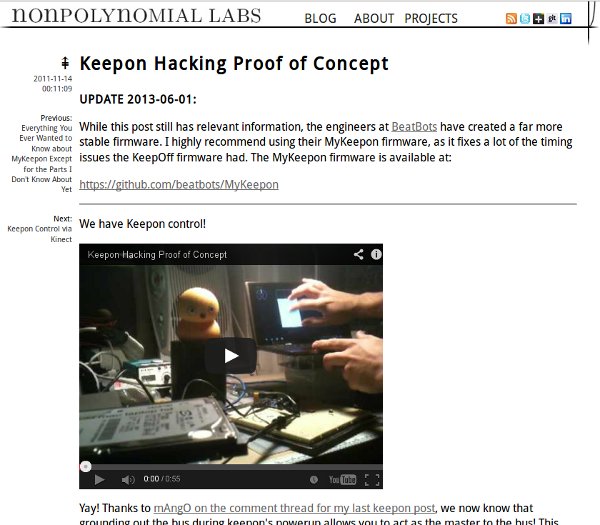 nonpolynomial labs
BLOG ABOUT PROJECTS
Keepon Hacking Proof of Concept
2011-11-14
00:11:09
UPDATE 2013-06-01:
Previous:
Everything You
Ever Wanted to
Know about
MyKeepon Except
for the Parts I
Don't Know About
Yet
While this post still has relevant information, the engineers at BeatBots have created a far more
stable firmware. I highly recommend using their MyKeepon firmware, as it fixes a lot of the timing
issues the KeepOff firmware had. The MyKeepon firmware is available at:
https://github.com/beatbots/MyKeepon
Next:
Keepon Control via
Kinect
We have Keepon control!
Keepon Hacking Proof of Concept
0:00 / 0:55
YouTube
Yay! Thanks to mAngO on the comment thread for my last keepon post, we now know that
grounding out the bus during keepon's powerup allows you to act as the master to the bus! This